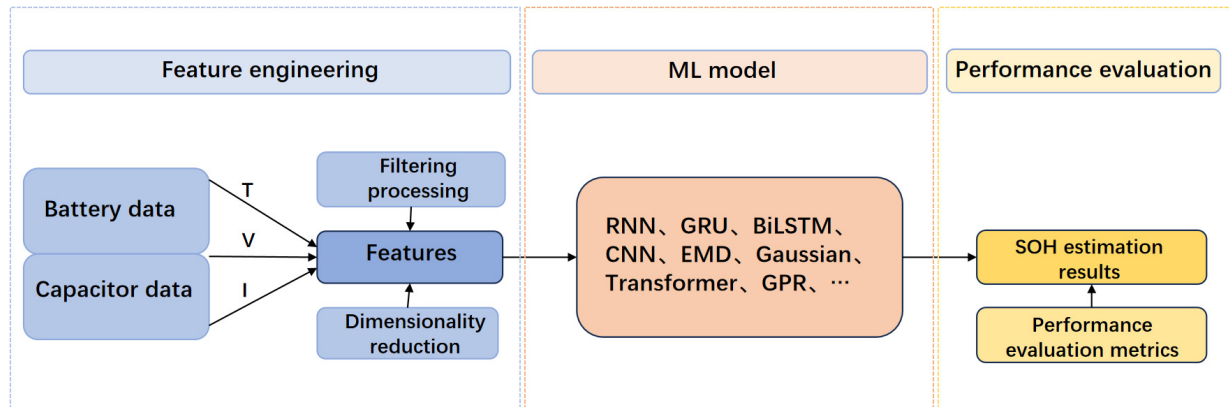 Feature engineering
ML model
Performance evaluation
Battery data
Capacitor data
T
V
I
Filtering
processing
Features
Dimensionality
reduction
RNN、GRU、BiLSTM、
CNN、EMD、Gaussian、
Transformer、GPR、…
SOH estimation
results
Performance
evaluation metrics